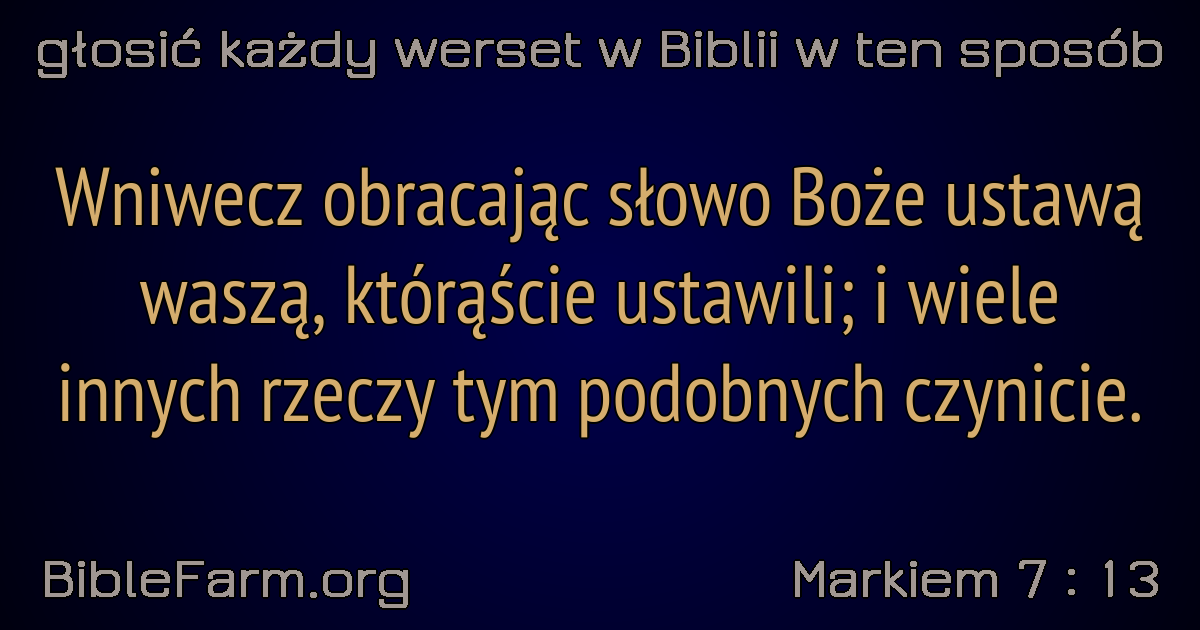 głosić każdy werset w Biblii w ten sposób
Wniwecz obracając słowo Boże ustawą
waszą, którąście ustawili; i wiele
innych rzeczy tym podobnych czynicie.
BibleFarm.org
Markiem 7 : 13